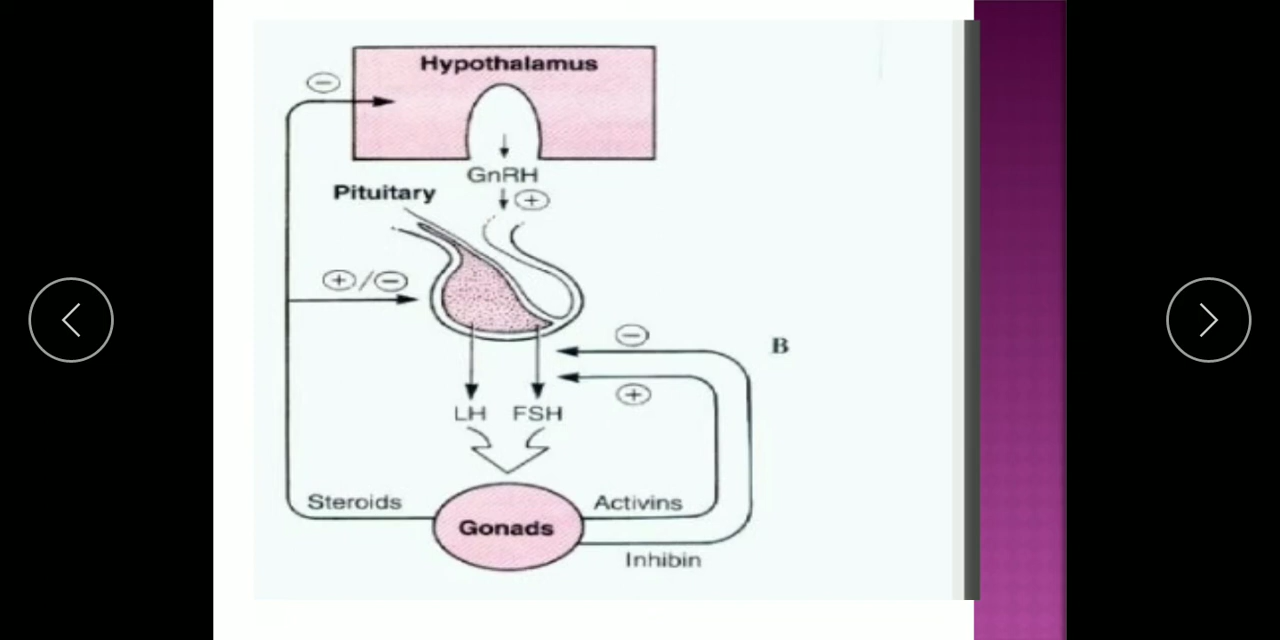 Hypothalamus
⊖
GnRH
Pituitary
⊕
⊕/⊖
⊖
B
⊕
LH FSH
Steroids
Activins
Gonads
Inhibin